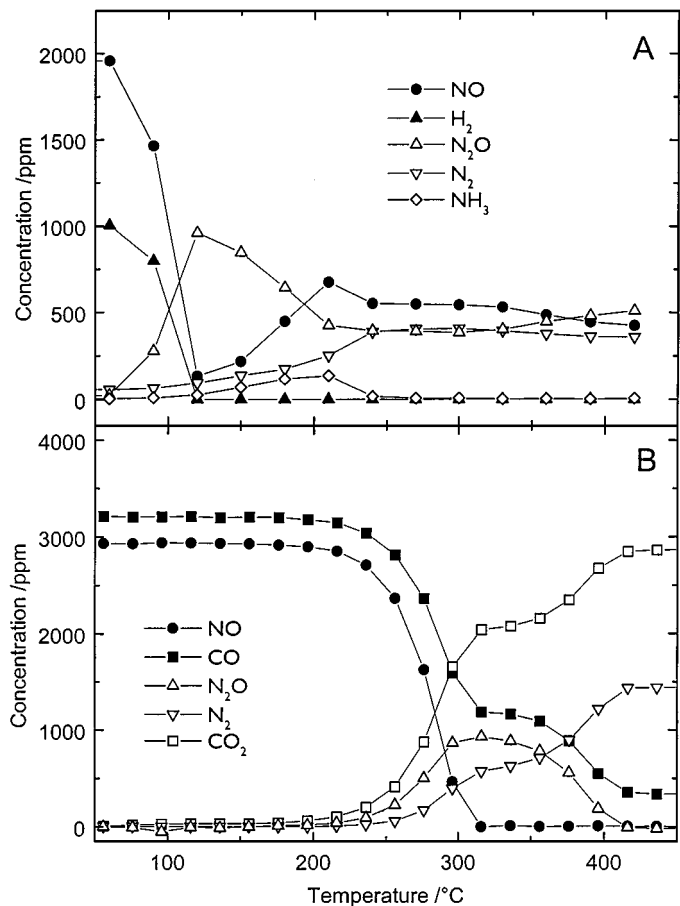 A
2000
1500
1000
500
0
Concentration /ppm
NO
H₂
N₂O
N₂
NH₃
B
4000
3000
2000
1000
0
Concentration /ppm
NO
CO
N₂O
N₂
CO₂
100 200 300 400
Temperature /°C